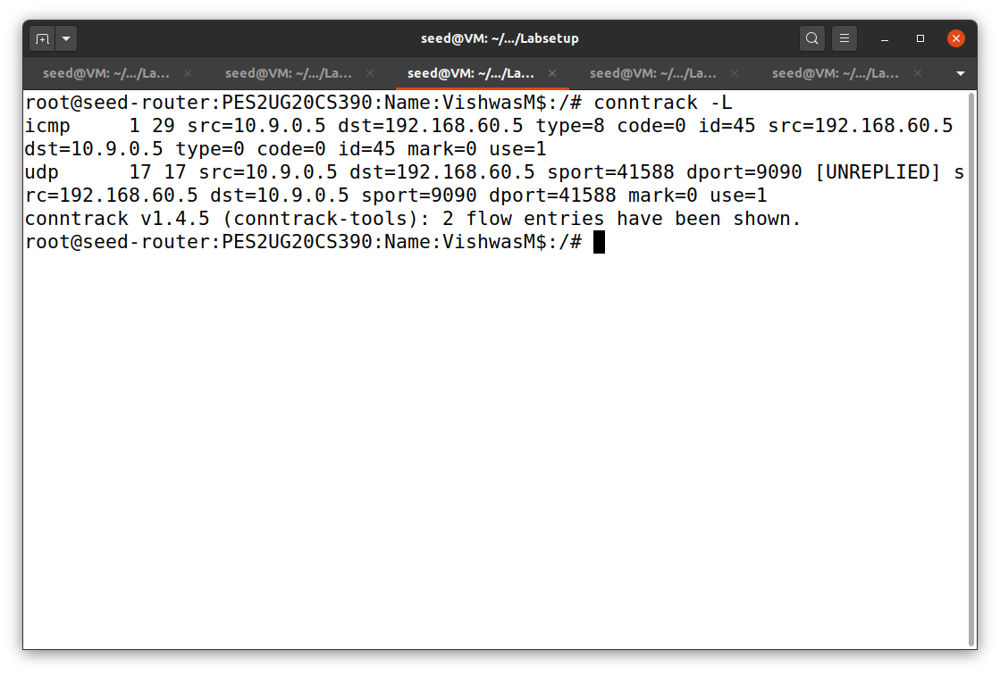 seed@VM: ~/.../Labsetup
seed@VM: ~/.../La... seed@VM: ~/.../La... seed@VM: ~/.../La... seed@VM: ~/.../La... seed@VM: ~/.../La...
root@seed-router:PES2UG20CS390:Name:VishwasM$:/# conntrack -L
icmp     1 29 src=10.9.0.5 dst=192.168.60.5 type=8 code=0 id=45 src=192.168.60.5
dst=10.9.0.5 type=0 code=0 id=45 mark=0 use=1
udp      17 17 src=10.9.0.5 dst=192.168.60.5 sport=41588 dport=9090 [UNREPLIED] s
rc=192.168.60.5 dst=10.9.0.5 sport=9090 dport=41588 mark=0 use=1
conntrack v1.4.5 (conntrack-tools): 2 flow entries have been shown.
root@seed-router:PES2UG20CS390:Name:VishwasM$:/#